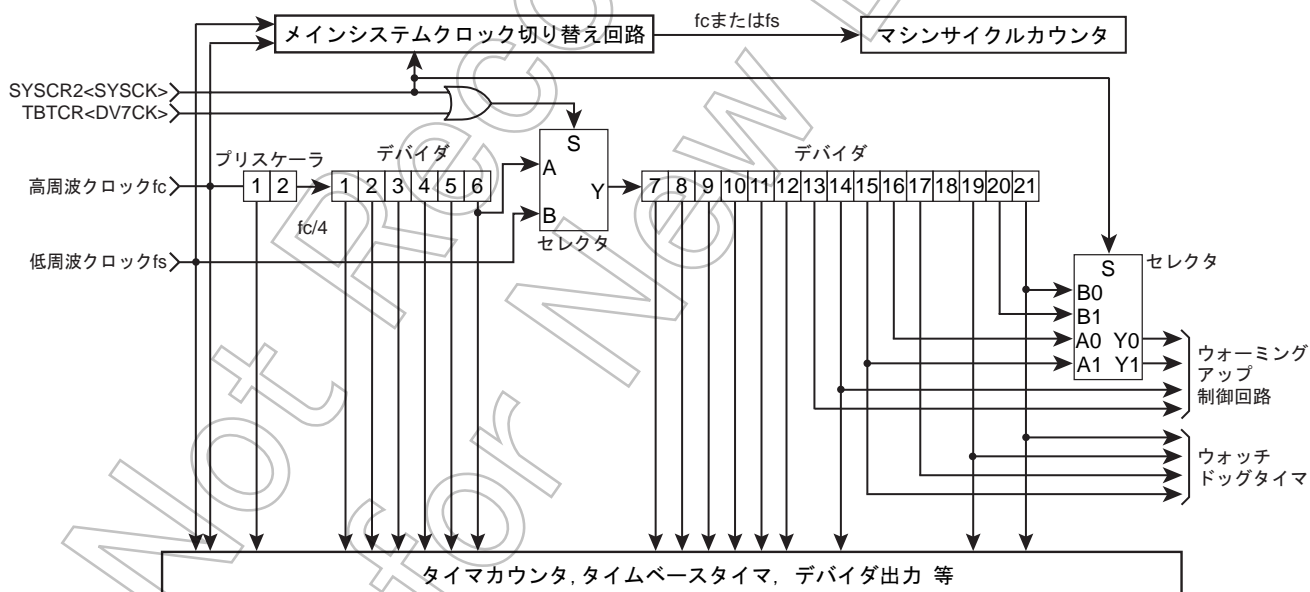 メインシステムクロック切り替え回路
fcまたはfs
マシンサイクルカウンタ
SYSCR2<SYSCK>
TBTCR<DV7CK>
プリスケーラ
デバイダ
S
A
B
Y
セレクタ
デバイダ
高周波クロックfc
1 2
1 2 3 4 5 6
7 8 9 10 11 12 13 14 15 16 17 18 19 20 21
fc/4
低周波クロックfs
S
セレクタ
B0
B1
A0 Y0
A1 Y1
ウォーミング
アップ
制御回路
ウォッチ
ドッグタイマ
タイマカウンタ, タイムベースタイマ, デバイダ出力 等
Not Reco
for New